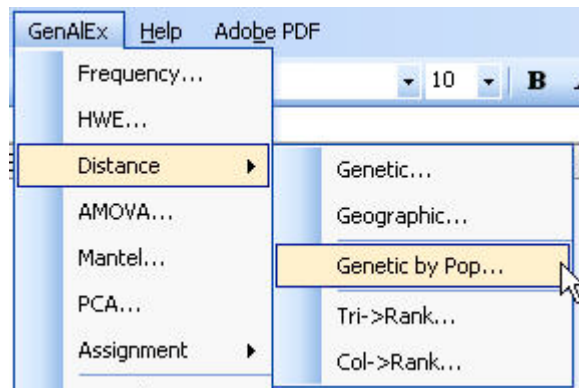 GenAlEx Help Adobe PDF
Frequency...
10 B
HWE...
Distance
Genetic...
AMOVA...
Geographic...
Mantel...
Genetic by Pop...
PCA...
Tri->Rank...
Assignment
Col->Rank...